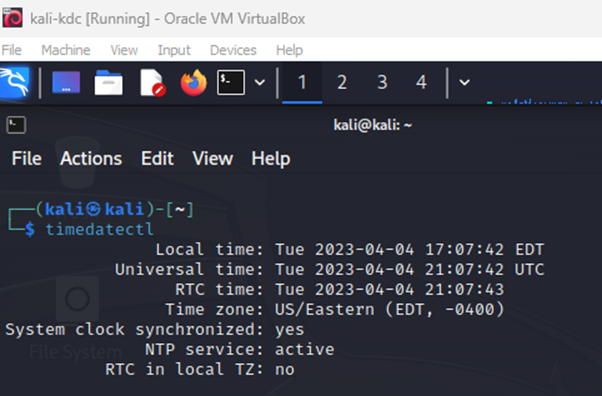 kali-kdc [Running] - Oracle VM VirtualBox
File Machine View Input Devices Help
1 2 3 4
kali@kali: ~
File Actions Edit View Help
(kali㉿kali)-[~]
$ timedatectl
Local time: Tue 2023-04-04 17:07:42 EDT
Universal time: Tue 2023-04-04 21:07:42 UTC
RTC time: Tue 2023-04-04 21:07:43
Time zone: US/Eastern (EDT, -0400)
System clock synchronized: yes
NTP service: active
RTC in local TZ: no
File System